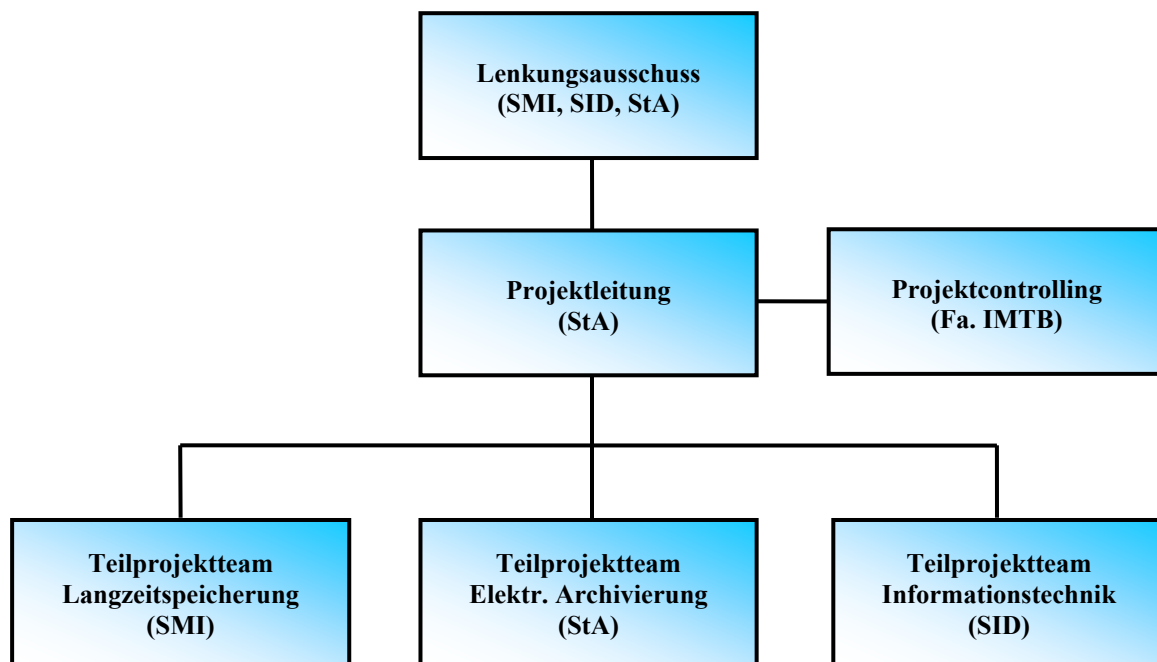 Lenkungsausschuss
(SMI, SID, StA)
Projektleitung
(StA)
Projektcontrolling
(Fa. IMTB)
Teilprojektteam
Langzeitspeicherung
(SMI)
Teilprojektteam
Elektr. Archivierung
(StA)
Teilprojektteam
Informationstechnik
(SID)